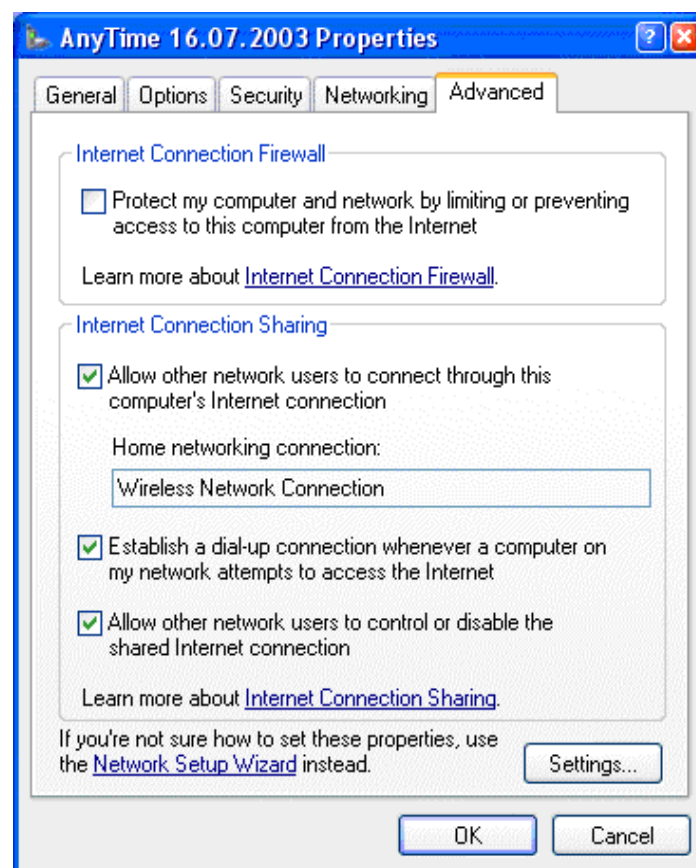 AnyTime 16.07.2003 Properties
General Options Security Networking Advanced
Internet Connection Firewall
Protect my computer and network by limiting or preventing
access to this computer from the Internet
Learn more about Internet Connection Firewall.
Internet Connection Sharing
Allow other network users to connect through this
computer's Internet connection
Home networking connection:
Wireless Network Connection
Establish a dial-up connection whenever a computer on
my network attempts to access the Internet
Allow other network users to control or disable the
shared Internet connection
Learn more about Internet Connection Sharing.
If you're not sure how to set these properties, use
the Network Setup Wizard instead.
Settings...
OK Cancel